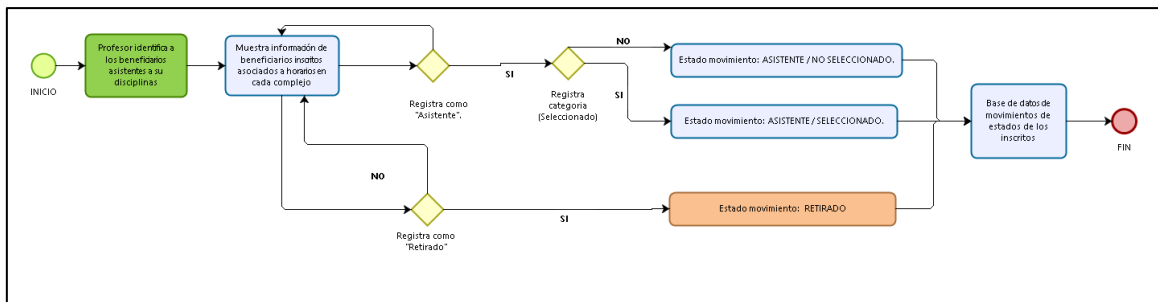 INICIO
Profesor identifica a
los beneficiarios
asistentes a su
disciplinas
Muestra información de
beneficiarios inscritos
asociados a horarios en
cada complejo
Registra como
"Asistente".
SI
Registra
categoria
(Seleccionado)
NO
SI
Estado movimiento: ASISTENTE / NO SELECCIONADO.
Estado movimiento: ASISTENTE / SELECCIONADO.
Base de datos de
movimientos de
estados de los
inscritos
FIN
NO
Registra como
"Retirado"
SI
Estado movimiento: RETIRADO